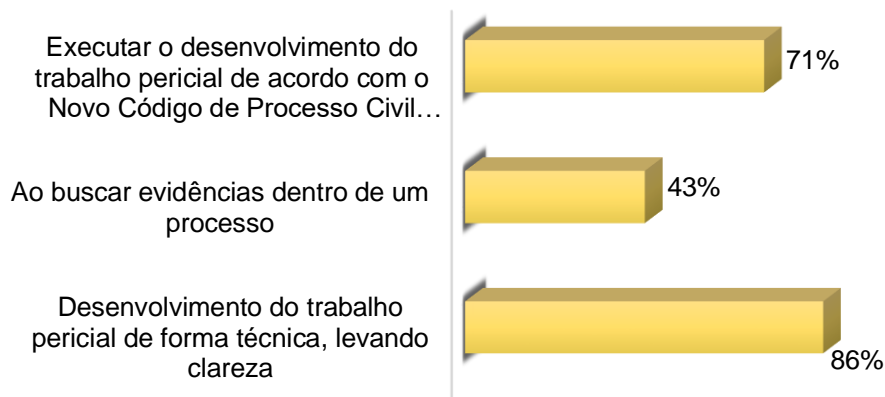 Executar o desenvolvimento do
trabalho pericial de acordo com o
Novo Código de Processo Civil…
71%
Ao buscar evidências dentro de um
processo
43%
Desenvolvimento do trabalho
pericial de forma técnica, levando
clareza
86%